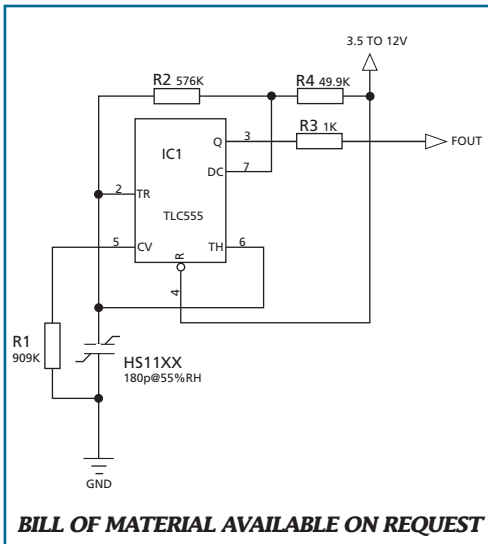 3.5 TO 12V
R2 576K
R4 49.9K
R3 1K
FOUT
IC1
Q
3
DC
7
2
TR
TLC555
5
CV
TH
6
R
4
R1
909K
HS11XX
180p@55%RH
GND
BILL OF MATERIAL AVAILABLE ON REQUEST